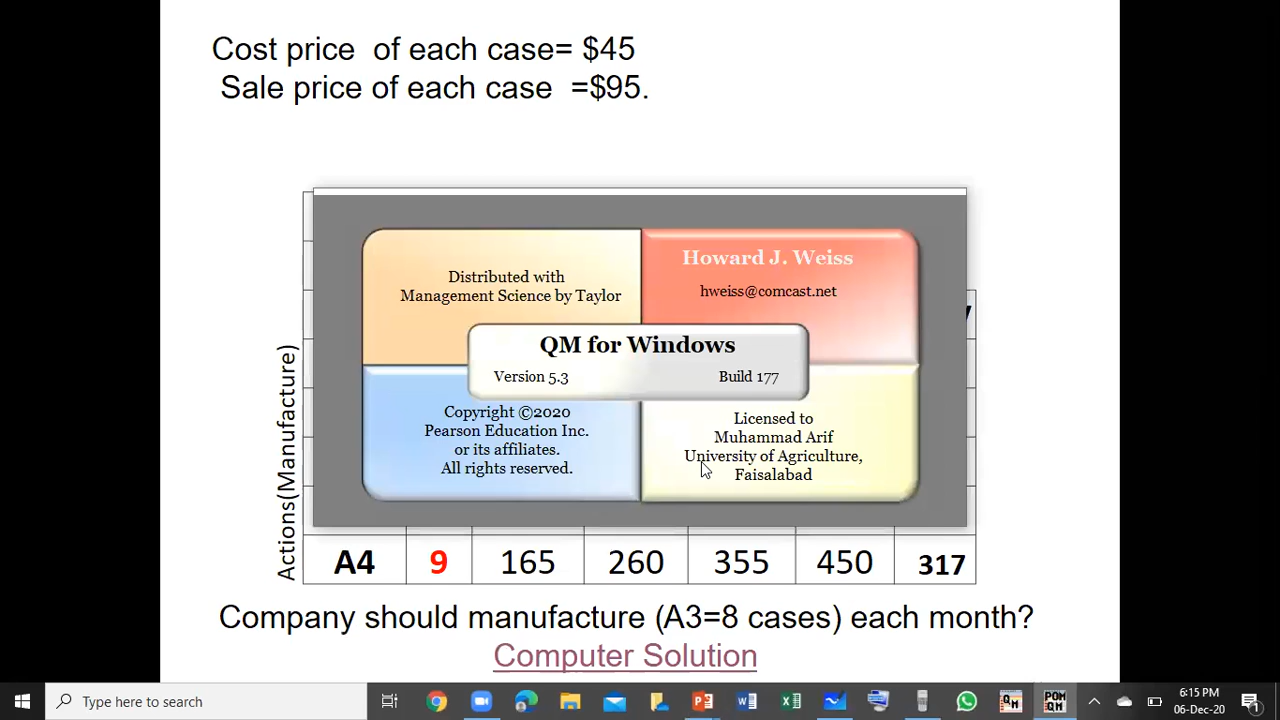 Cost price of each case= $45
Sale price of each case =$95.
Distributed with
Management Science by Taylor
Howard J. Weiss
hweiss@comcast.net
QM for Windows
Version 5.3 Build 177
Copyright ©2020
Pearson Education Inc.
or its affiliates.
All rights reserved.
Licensed to
Muhammad Arif
University of Agriculture,
Faisalabad
Actions(Manufacture)
A4 9 165 260 355 450 317
Company should manufacture (A3=8 cases) each month?
Computer Solution
Type here to search
6:15 PM
06-Dec-20